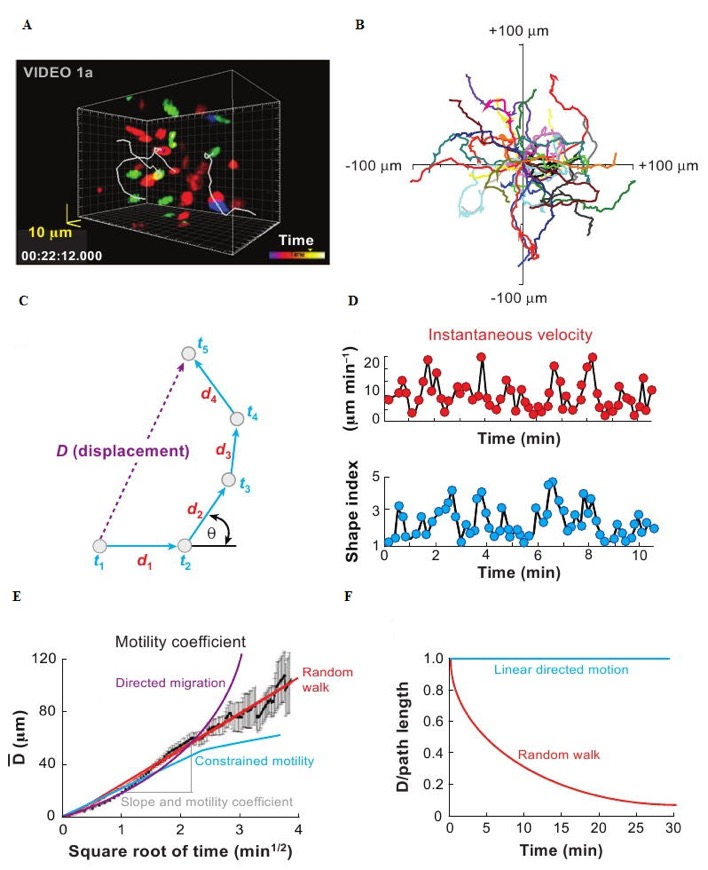 A
VIDEO 1a
10 μm
00:22:12.000
Time
B
+100 μm
-100 μm
+100 μm
-100 μm
C
t5
d4
D (displacement)
t4
d3
t3
d2
θ
t1
d1
t2
D
Instantaneous velocity
(μm min⁻¹)
20
10
0
Time (min)
Shape index
5
3
1
0
2
4
6
8
10
Time (min)
E
Motility coefficient
120
80
40
0
D̅ (μm)
Directed migration
Random
walk
Constrained motility
Slope and motility coefficient
0
1
2
3
4
Square root of time (min1/2)
F
1.0
0.8
0.6
0.4
0.2
0
D/path length
Linear directed motion
Random walk
0
5
10
15
20
25
30
Time (min)